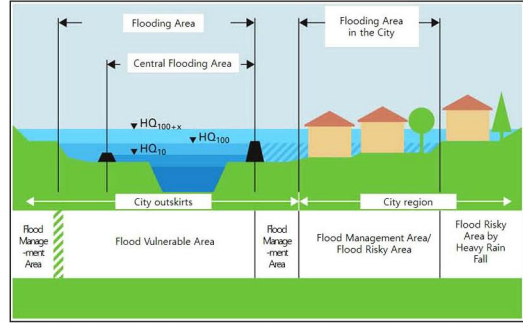 Flooding Area
Flooding Area
in the City
Central Flooding Area
HQ100+x
HQ100
HQ10
City outskirts
City region
Flood
Manage
-ment
Area
Flood Vulnerable Area
Flood
Manage
-ment
Area
Flood Management Area/
Flood Risky Area
Flood Risky
Area by
Heavy Rain
Fall